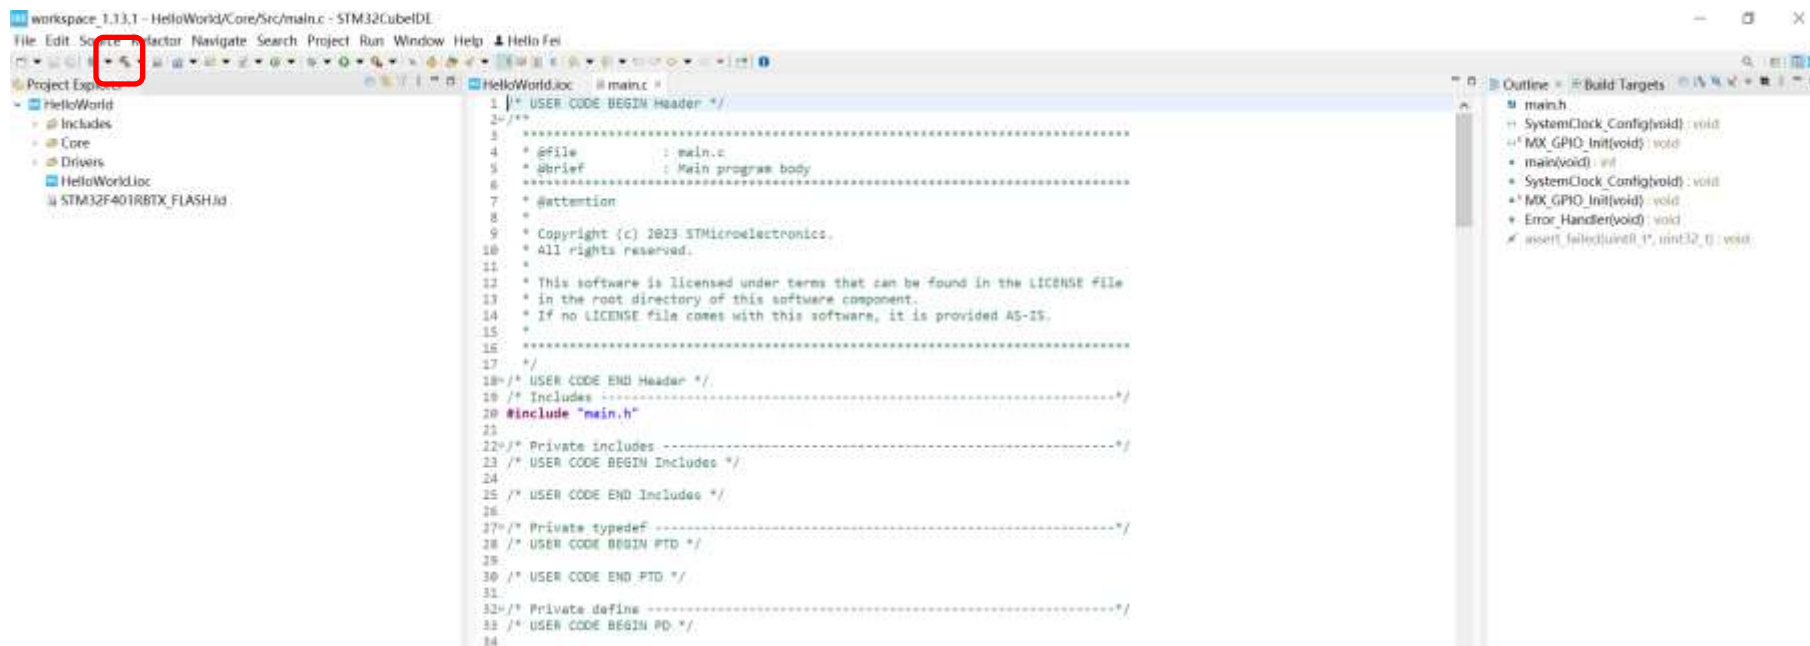 workspace_1.13.1 - HelloWorld/Core/Src/main.c - STM32CubeIDE
File Edit Source Refactor Navigate Search Project Run Window Help Hello Fei
Project Explorer
HelloWorld
Includes
Core
Drivers
HelloWorld.ioc
STM32F401RBTX_FLASH.ld
HelloWorld.ioc main.c
1 /* USER CODE BEGIN Header */
2 /**
3 ******************************************************************************
4 * @file : main.c
5 * @brief : Main program body
6 ******************************************************************************
7 * @attention
8 *
9 * Copyright (c) 2023 STMicroelectronics.
10 * All rights reserved.
11 *
12 * This software is licensed under terms that can be found in the LICENSE file
13 * in the root directory of this software component.
14 * If no LICENSE file comes with this software, it is provided AS-IS.
15 *
16 ******************************************************************************
17 */
18 /* USER CODE END Header */
19 /* Includes ------------------------------------------------------------------*/
20 #include "main.h"
21
22 /* Private includes ----------------------------------------------------------*/
23 /* USER CODE BEGIN Includes */
24
25 /* USER CODE END Includes */
26
27 /* Private typedef -----------------------------------------------------------*/
28 /* USER CODE BEGIN PTD */
29
30 /* USER CODE END PTD */
31
32 /* Private define ------------------------------------------------------------*/
33 /* USER CODE BEGIN PD */
34
Outline Build Targets
main.h
SystemClock_Config(void) : void
MX_GPIO_Init(void) : void
main(void) : int
SystemClock_Config(void) : void
MX_GPIO_Init(void) : void
Error_Handler(void) : void
assert_failed(uint8_t*, uint32_t) : void